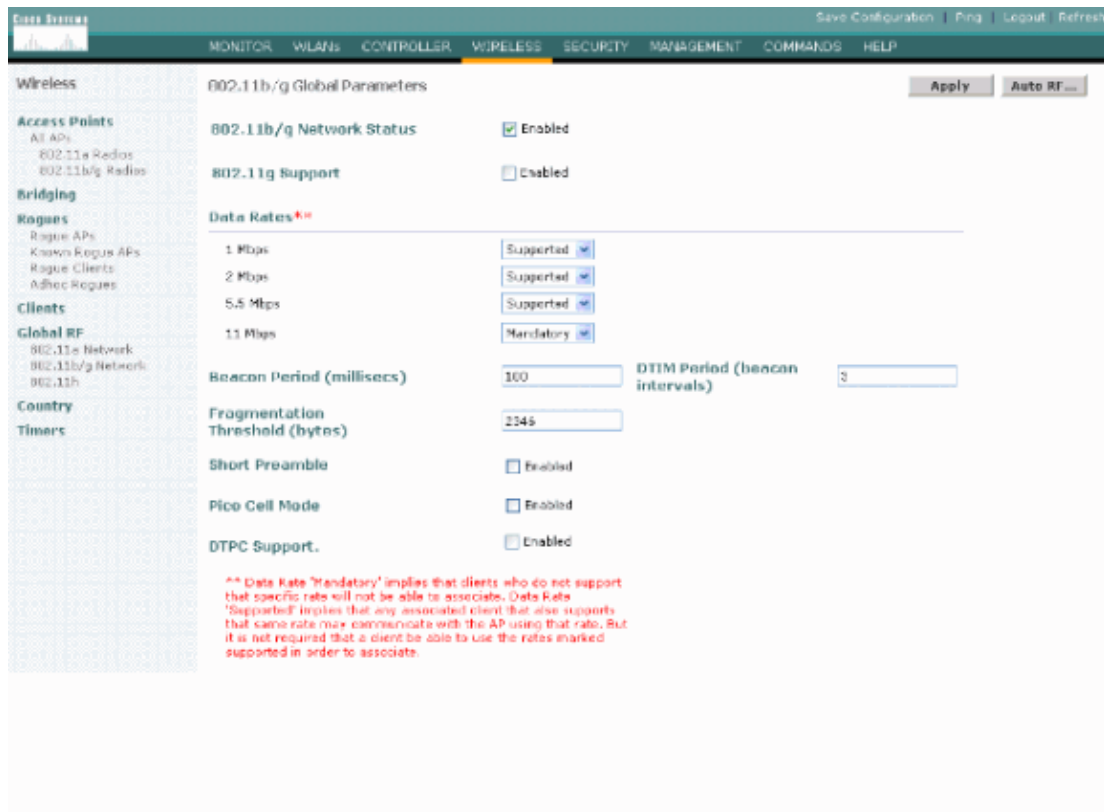 CISCO SYSTEMS
Save Configuration | Ping | Logout | Refresh
MONITOR WLANs CONTROLLER WIRELESS SECURITY MANAGEMENT COMMANDS HELP
Wireless
Access Points
All APs
802.11a Radios
802.11b/g Radios
Bridging
Rogues
Rogue APs
Known Rogue APs
Rogue Clients
Adhoc Rogues
Clients
Global RF
802.11a Network
802.11b/g Network
802.11h
Country
Timers
802.11b/g Global Parameters
Apply Auto RF...
802.11b/g Network Status Enabled
802.11g Support Enabled
Data Rates**
1 Mbps Supported
2 Mbps Supported
5.5 Mbps Supported
11 Mbps Mandatory
Beacon Period (millisecs) 100 DTIM Period (beacon
intervals) 3
Fragmentation
Threshold (bytes) 2346
Short Preamble Enabled
Pico Cell Mode Enabled
DTPC Support. Enabled
** Data Rate 'Mandatory' implies that clients who do not support
that specific rate will not be able to associate. Data Rate
'Supported' implies that any associated client that also supports
that same rate may communicate with the AP using that rate. But
it is not required that a client be able to use the rates marked
supported in order to associate.